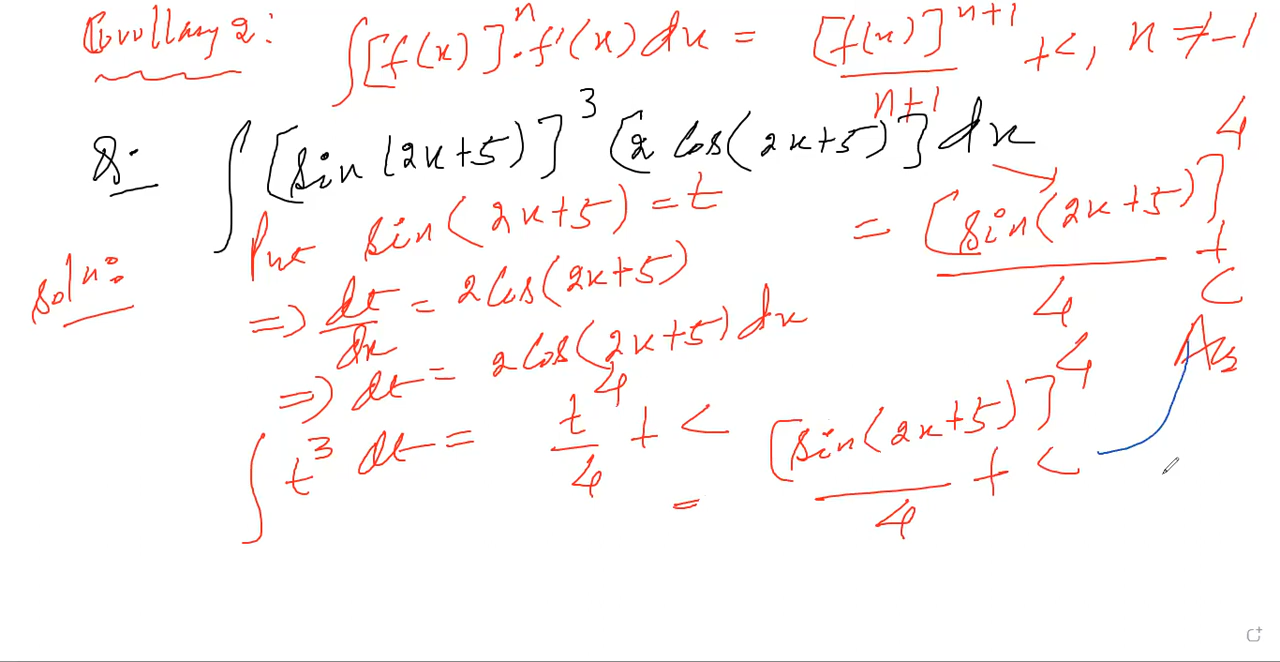 Corollary 2: ∫[f(x)]^n · f'(x) dx = [f(x)]^(n+1) / (n+1) + c, n ≠ -1
Q:- ∫ [sin(2x+5)]^3 [2 cos(2x+5)] dx
= [sin(2x+5)]^4 / 4 + C
Ans
Soln: Put sin(2x+5) = t
=> dt/dx = 2cos(2x+5)
=> dt = 2cos(2x+5) dx
∫ t^3 dt = t^4 / 4 + c
= [sin(2x+5)]^4 / 4 + c